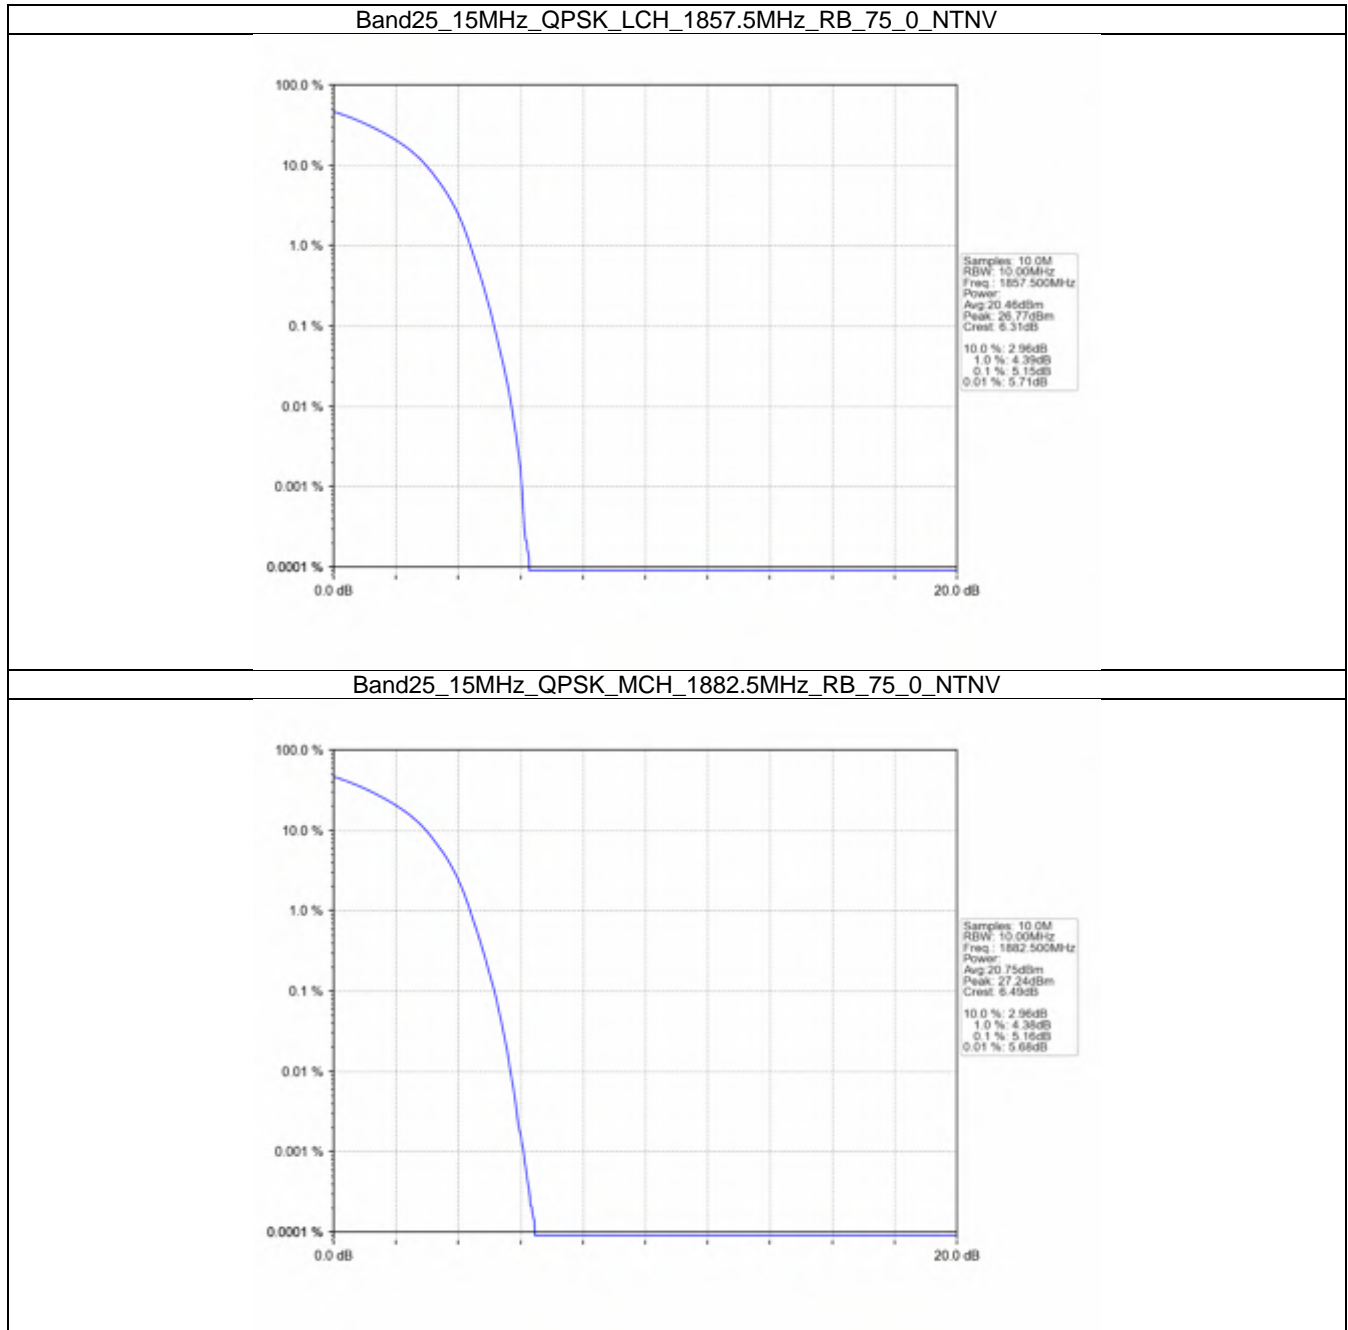 Band25_15MHz_QPSK_LCH_1857.5MHz_RB_75_0_NTNV
100.0 %
10.0 %
1.0 %
0.1 %
0.01 %
0.001 %
0.0001 %
0.0 dB
20.0 dB
Samples: 10.0M
RBW: 10.00MHz
Freq.: 1857.500MHz
Power:
Avg:20.46dBm
Peak: 26.77dBm
Crest: 6.31dB
10.0 %: 2.96dB
1.0 %: 4.39dB
0.1 %: 5.15dB
0.01 %: 5.71dB
Band25_15MHz_QPSK_MCH_1882.5MHz_RB_75_0_NTNV
100.0 %
10.0 %
1.0 %
0.1 %
0.01 %
0.001 %
0.0001 %
0.0 dB
20.0 dB
Samples: 10.0M
RBW: 10.00MHz
Freq.: 1882.500MHz
Power:
Avg:20.75dBm
Peak: 27.24dBm
Crest: 6.49dB
10.0 %: 2.96dB
1.0 %: 4.38dB
0.1 %: 5.16dB
0.01 %: 5.68dB